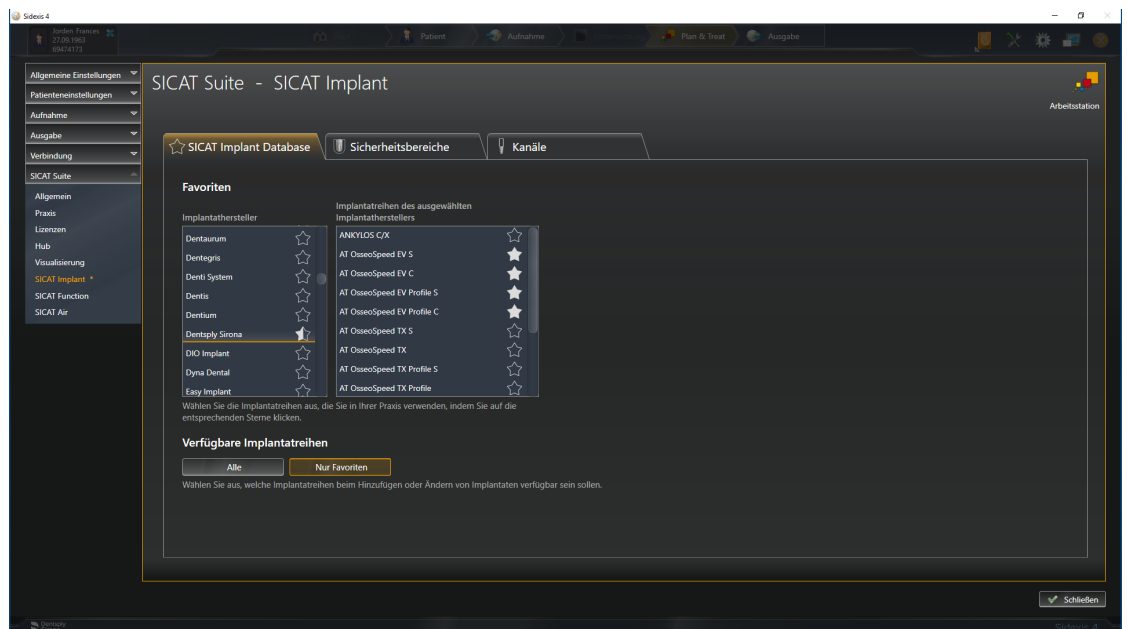 Sidexis 4
Jorden Frances
27.09.1963
69474173
Patient
Aufnahme
Plan & Treat
Ausgabe
Allgemeine Einstellungen
Patienteneinstellungen
Aufnahme
Ausgabe
Verbindung
SICAT Suite
Allgemein
Praxis
Lizenzen
Hub
Visualisierung
SICAT Implant *
SICAT Function
SICAT Air
SICAT Suite - SICAT Implant
Arbeitsstation
SICAT Implant Database
Sicherheitsbereiche
Kanäle
Favoriten
Implantathersteller
Dentaurum
Dentegris
Denti System
Dentis
Dentium
Dentsply Sirona
DIO Implant
Dyna Dental
Easy Implant
Implantatreihen des ausgewählten
Implantatherstellers
ANKYLOS C/X
AT OsseoSpeed EV S
AT OsseoSpeed EV C
AT OsseoSpeed EV Profile S
AT OsseoSpeed EV Profile C
AT OsseoSpeed TX S
AT OsseoSpeed TX
AT OsseoSpeed TX Profile S
AT OsseoSpeed TX Profile
Wählen Sie die Implantatreihen aus, die Sie in Ihrer Praxis verwenden, indem Sie auf die
entsprechenden Sterne klicken.
Verfügbare Implantatreihen
Alle
Nur Favoriten
Wählen Sie aus, welche Implantatreihen beim Hinzufügen oder Ändern von Implantaten verfügbar sein sollen.
Schließen
Dentsply
Sidexis 4